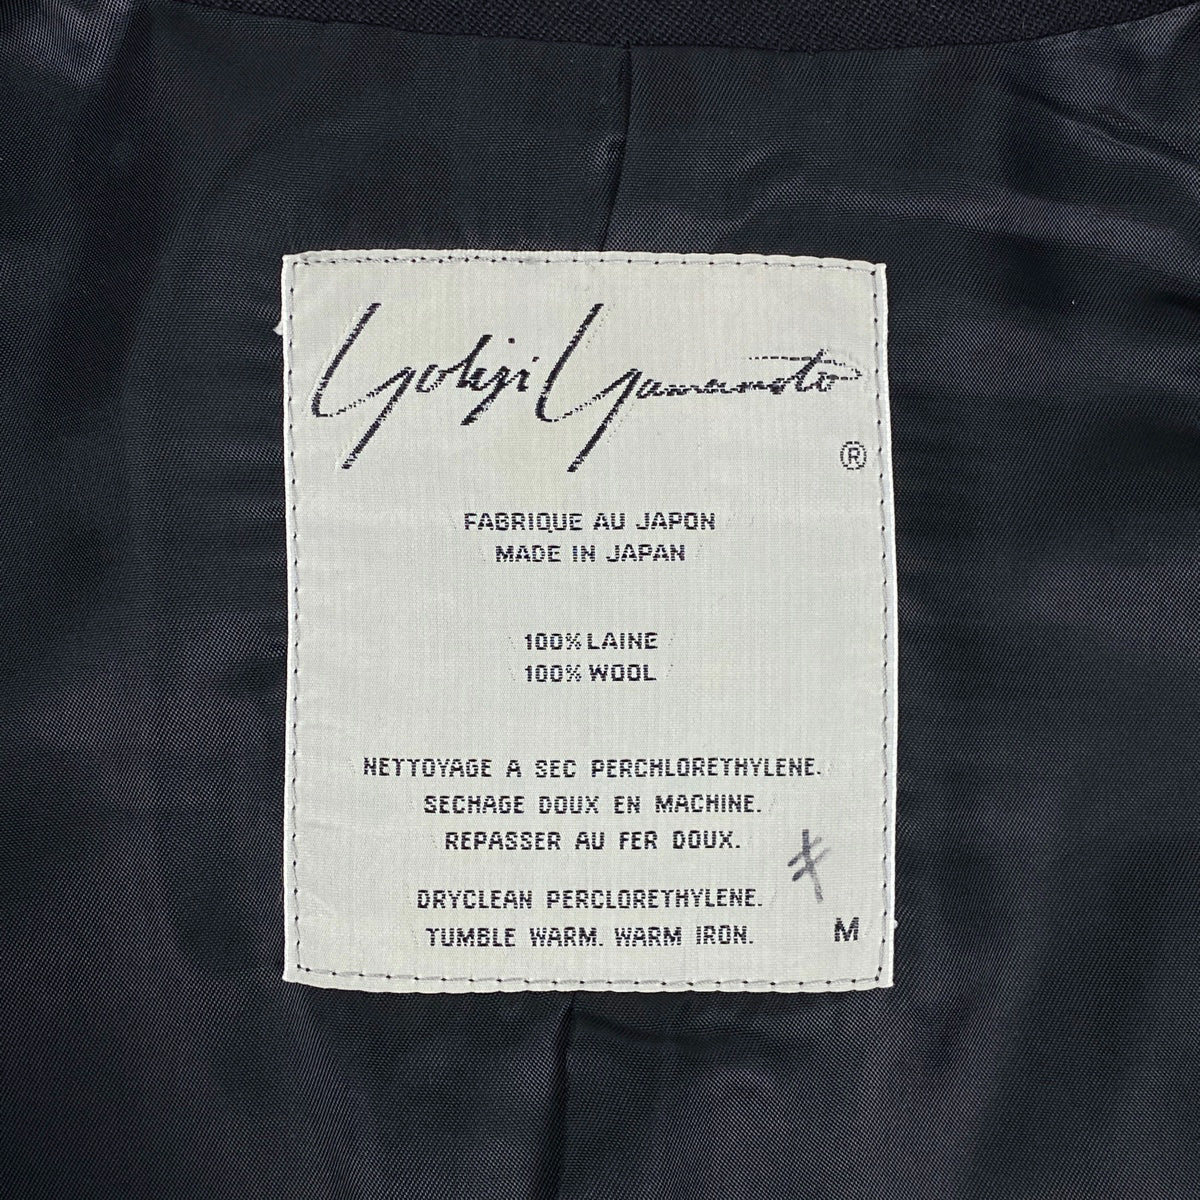 Yohji Yamamoto
®
FABRIQUE AU JAPON
MADE IN JAPAN
100% LAINE
100% WOOL
NETTOYAGE A SEC PERCHLORETHYLENE.
SECHAGE DOUX EN MACHINE.
REPASSER AU FER DOUX.
DRYCLEAN PERCLORETHYLENE.
TUMBLE WARM. WARM IRON.
M